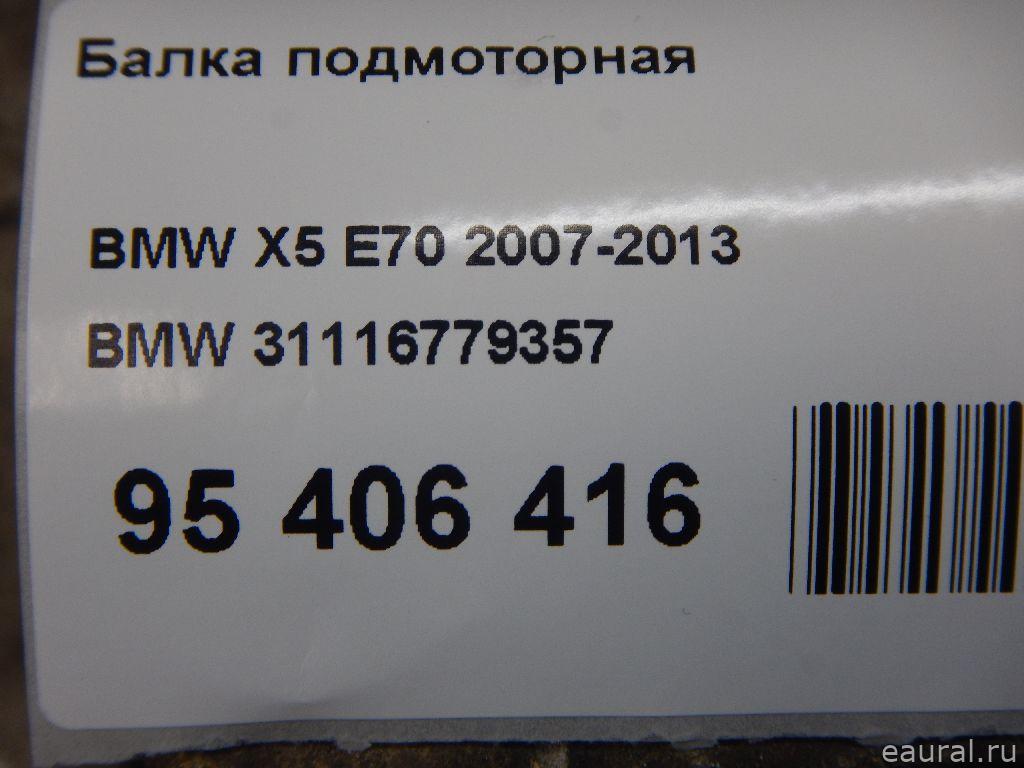 Балка подмоторная
BMW X5 E70 2007-2013
BMW 31116779357
95 406 416
eaural.ru